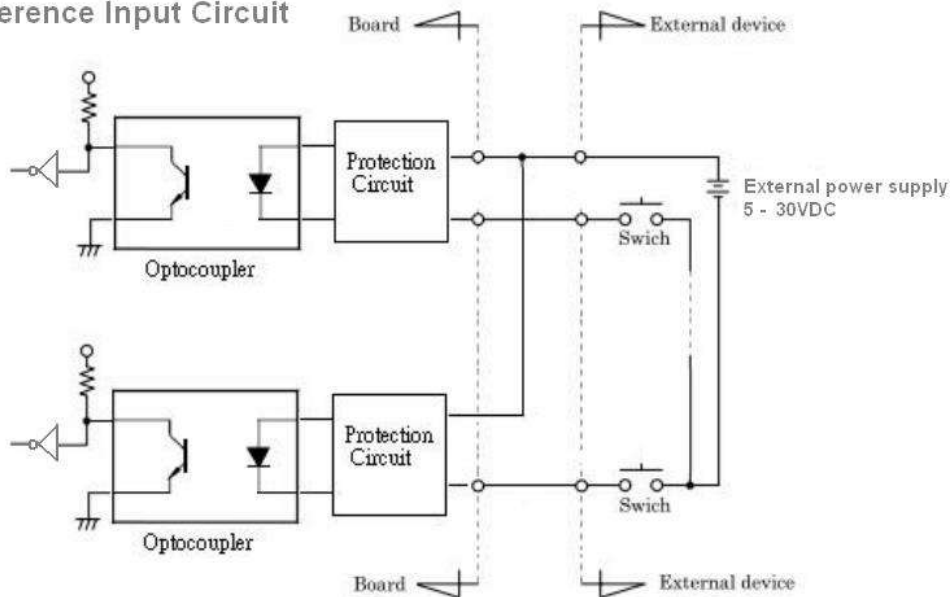 erence Input Circuit
Board
External device
Protection
Circuit
External power supply
5 - 30VDC
Swich
Optocoupler
Protection
Circuit
Swich
Optocoupler
Board
External device